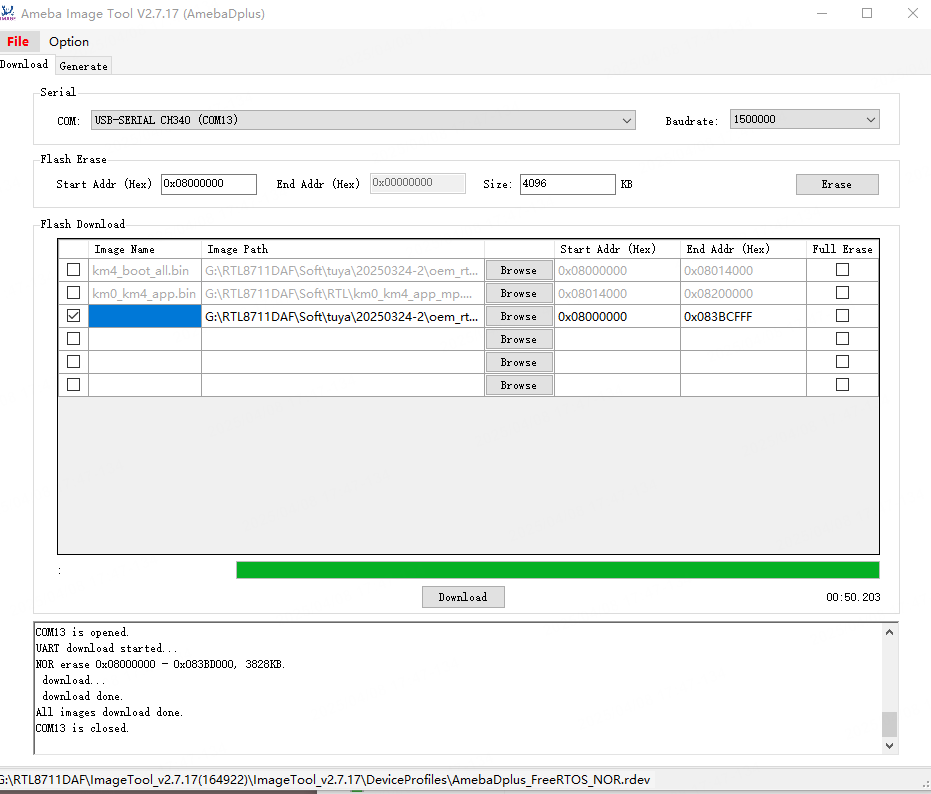 Ameba Image Tool V2.7.17 (AmebaDplus)
File Option
Download Generate
Serial
COM: USB-SERIAL CH340 (COM13) Baudrate: 1500000
Flash Erase
Start Addr (Hex) 0x08000000 End Addr (Hex) 0x00000000 Size: 4096 KB Erase
Flash Download
Image Name Image Path Start Addr (Hex) End Addr (Hex) Full Erase
km4_boot_all.bin G:\RTL8711DAF\Soft\tuya\20250324-2\oem_rt... Browse 0x08000000 0x08014000
km0_km4_app.bin G:\RTL8711DAF\Soft\RTL\km0_km4_app_mp.... Browse 0x08014000 0x08200000
G:\RTL8711DAF\Soft\tuya\20250324-2\oem_rt... Browse 0x08000000 0x083BCFFF
Browse
Browse
Browse
:
Download 00:50.203
COM13 is opened.
UART download started...
NOR erase 0x08000000 - 0x083BD000, 3828KB.
download...
download done.
All images download done.
COM13 is closed.
G:\RTL8711DAF\ImageTool_v2.7.17(164922)\ImageTool_v2.7.17\DeviceProfiles\AmebaDplus_FreeRTOS_NOR.rdev